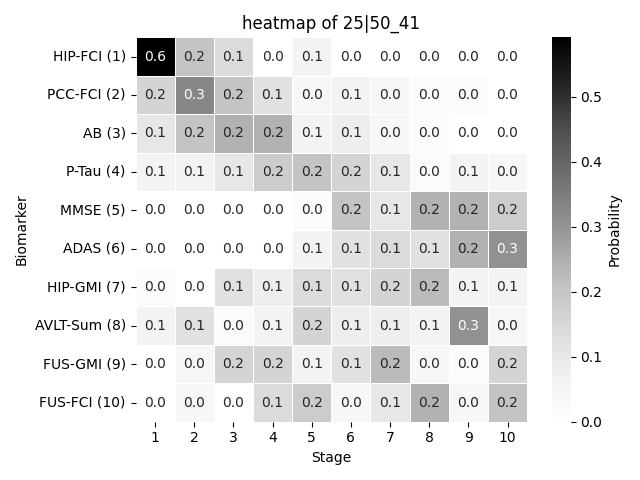 heatmap of 25|50_41
HIP-FCI (1) 0.6 0.2 0.1 0.0 0.1 0.0 0.0 0.0 0.0 0.0
PCC-FCI (2) 0.2 0.3 0.2 0.1 0.0 0.1 0.0 0.0 0.0 0.0
AB (3) 0.1 0.2 0.2 0.2 0.1 0.1 0.0 0.0 0.0 0.0
P-Tau (4) 0.1 0.1 0.1 0.2 0.2 0.2 0.1 0.0 0.1 0.0
MMSE (5) 0.0 0.0 0.0 0.0 0.0 0.2 0.1 0.2 0.2 0.2
ADAS (6) 0.0 0.0 0.0 0.0 0.1 0.1 0.1 0.1 0.2 0.3
HIP-GMI (7) 0.0 0.0 0.1 0.1 0.1 0.1 0.2 0.2 0.1 0.1
AVLT-Sum (8) 0.1 0.1 0.0 0.1 0.2 0.1 0.1 0.1 0.3 0.0
FUS-GMI (9) 0.0 0.0 0.2 0.2 0.1 0.1 0.2 0.0 0.0 0.2
FUS-FCI (10) 0.0 0.0 0.0 0.1 0.2 0.0 0.1 0.2 0.0 0.2
1 2 3 4 5 6 7 8 9 10
Stage
Biomarker
0.5
0.4
0.3
0.2
0.1
0.0
Probability